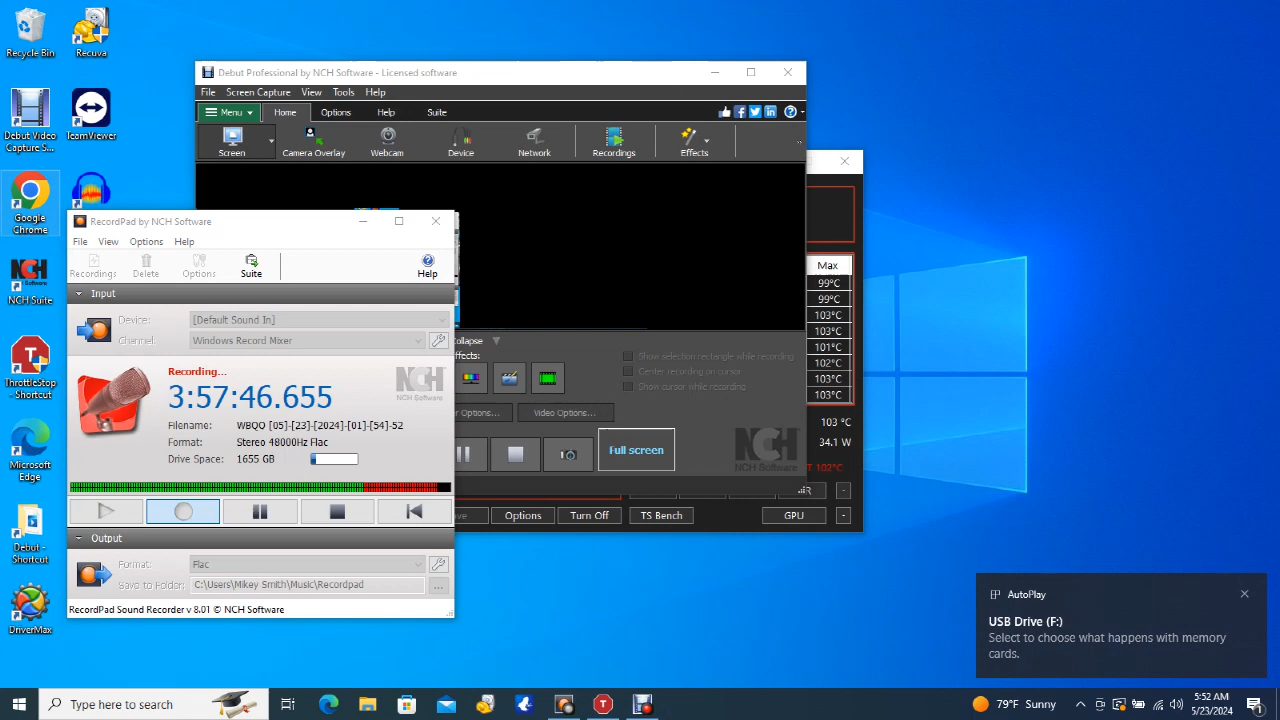 Recycle Bin
Recuva
Debut Video
Capture S...
TeamViewer
Google
Chrome
NCH
Software
NCH Suite
ThrottleStop
- Shortcut
Microsoft
Edge
Debut -
Shortcut
DriverMax
Debut Professional by NCH Software - Licensed software
File Screen Capture View Tools Help
Menu Home Options Help Suite
Screen Camera Overlay Webcam Device Network Recordings Effects
Show selection rectangle while recording
Center recording on cursor
Show cursor while recording
Video Options...
Full screen
NCH Software
RecordPad by NCH Software
File View Options Help
Recordings Delete Options Suite Help
Input
Device: [Default Sound In]
Channel: Windows Record Mixer
Recording...
3:57:46.655
NCH Software
Filename: WBQQ [05]-[23]-[2024]-[01]-[54]-52
Format: Stereo 48000Hz Flac
Drive Space: 1655 GB
Output
Format: Flac
Save to Folder: C:\Users\Mikey Smith\Music\Recordpad
...
RecordPad Sound Recorder v 8.01 © NCH Software
Max
99°C
99°C
103°C
103°C
101°C
102°C
103°C
103°C
103 °C
34.1 W
102°C
Options Turn Off TS Bench GPU
AutoPlay
USB Drive (F:)
Select to choose what happens with memory
cards.
Type here to search
79°F Sunny
5:52 AM
5/23/2024
1